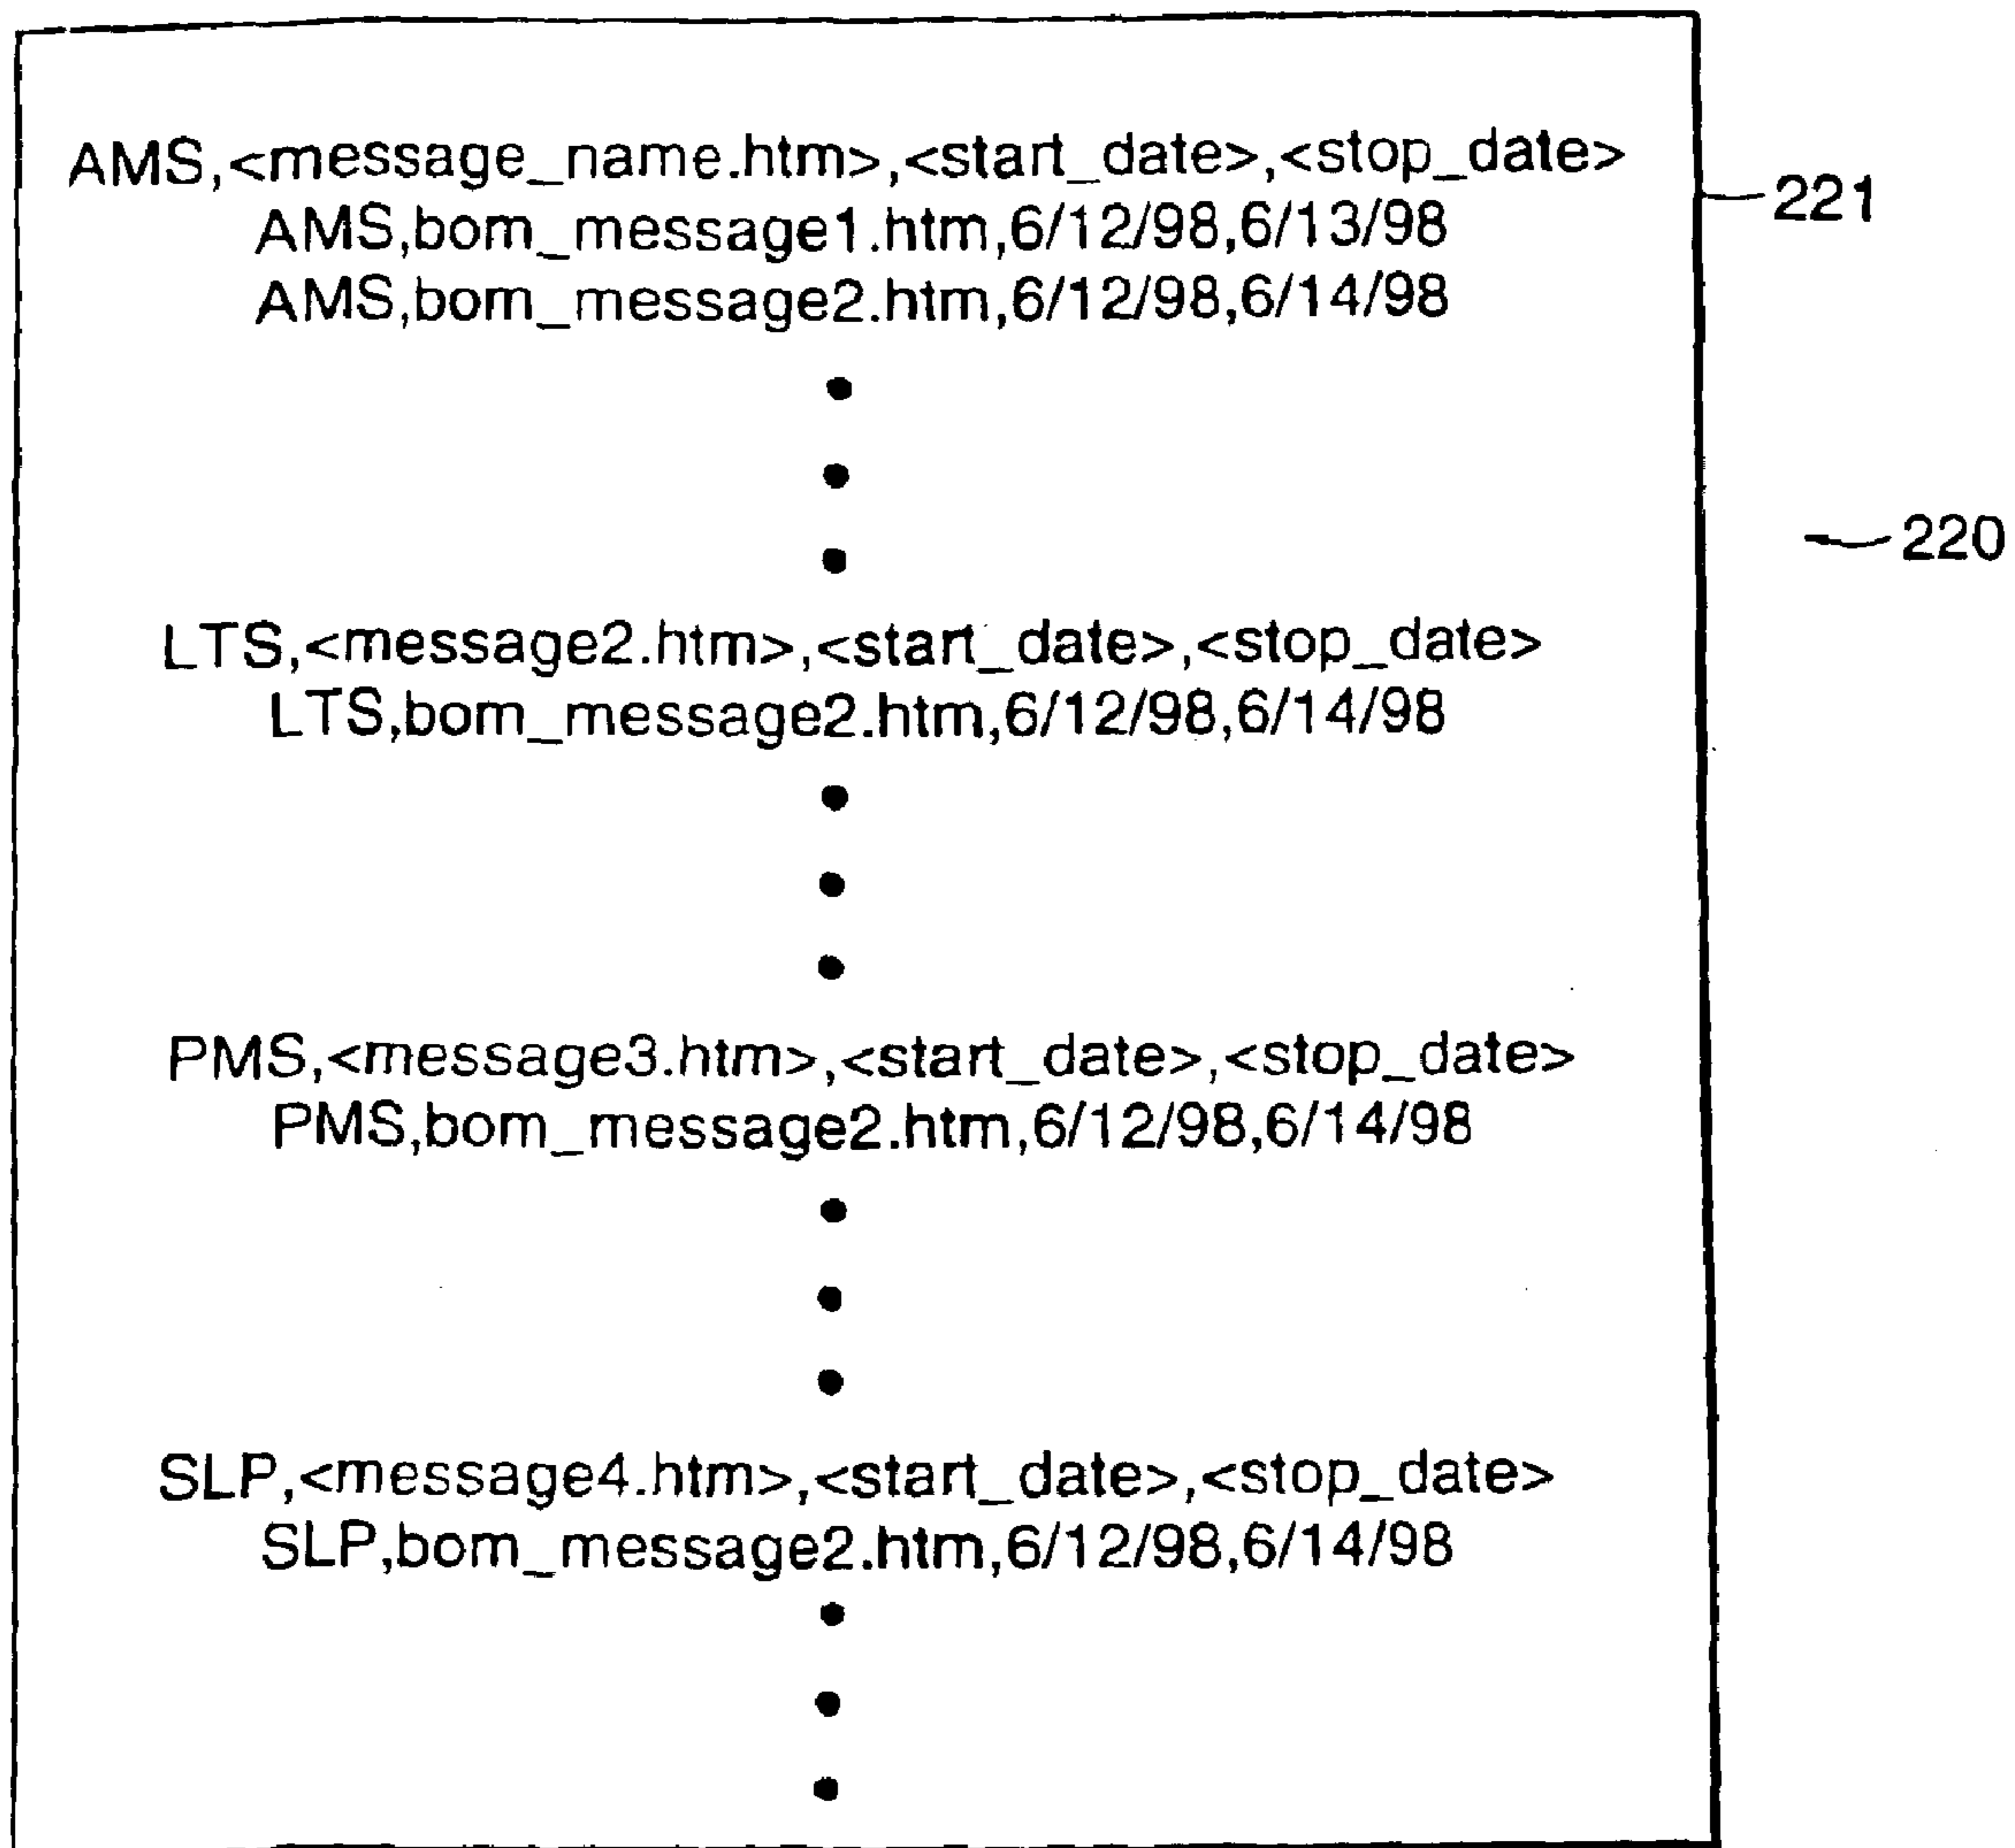 AMS,<message_name.htm>,<start_date>,<stop_date>
221
AMS,bom_message1.htm,6/12/98,6/13/98
AMS,bom_message2.htm,6/12/98,6/14/98
220
LTS,<message2.htm>,<start_date>,<stop_date>
LTS,bom_message2.htm,6/12/98,6/14/98
PMS,<message3.htm>,<start_date>,<stop_date>
PMS,bom_message2.htm,6/12/98,6/14/98
SLP,<message4.htm>,<start_date>,<stop_date>
SLP,bom_message2.htm,6/12/98,6/14/98